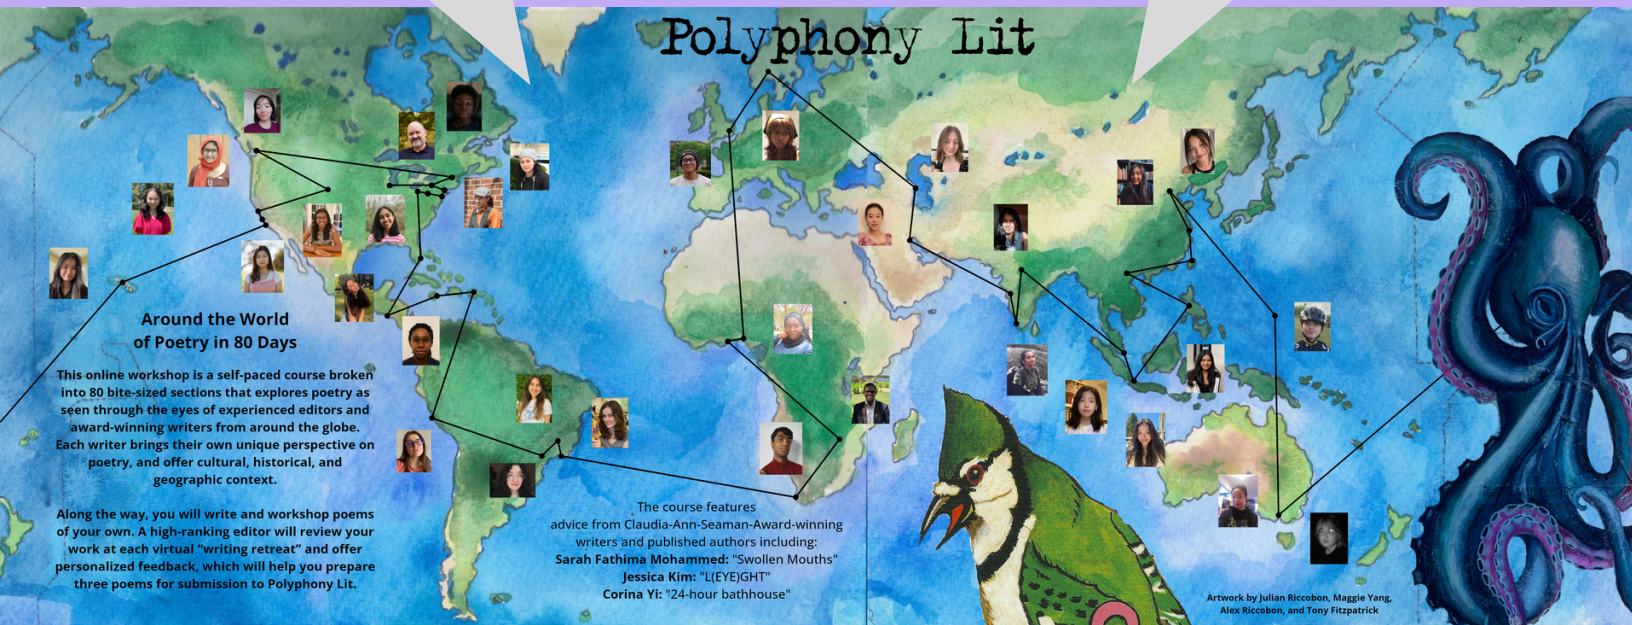 Polyphony Lit
Around the World
of Poetry in 80 Days
This online workshop is a self-paced course broken
into 80 bite-sized sections that explores poetry as
seen through the eyes of experienced editors and
award-winning writers from around the globe.
Each writer brings their own unique perspective on
poetry, and offer cultural, historical, and
geographic context.
Along the way, you will write and workshop poems
of your own. A high-ranking editor will review your
work at each virtual “writing retreat” and offer
personalized feedback, which will help you prepare
three poems for submission to Polyphony Lit.
The course features
advice from Claudia-Ann-Seaman-Award-winning
writers and published authors including:
Sarah Fathima Mohammed: "Swollen Mouths"
Jessica Kim: "L(EYE)GHT"
Corina Yi: "24-hour bathhouse"
Artwork by Julian Riccobon, Maggie Yang,
Alex Riccobon, and Tony Fitzpatrick